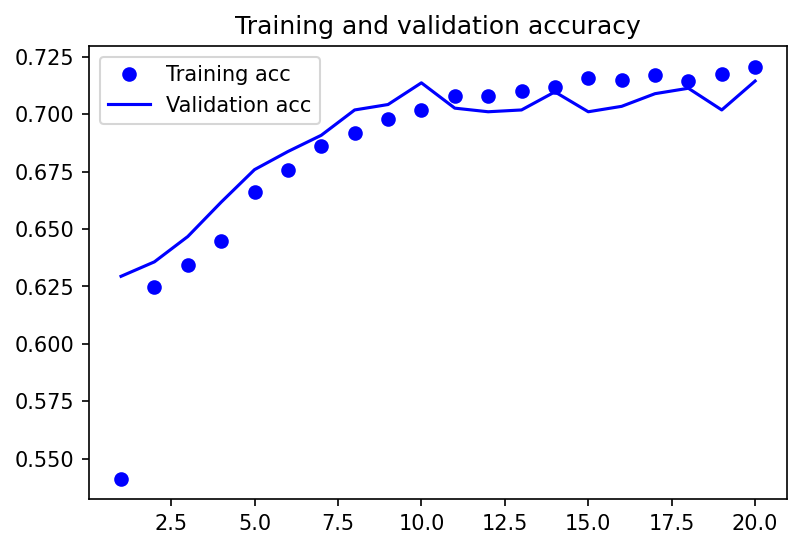 Training and validation accuracy
0.725
0.700
0.675
0.650
0.625
0.600
0.575
0.550
Training acc
Validation acc
2.5 5.0 7.5 10.0 12.5 15.0 17.5 20.0